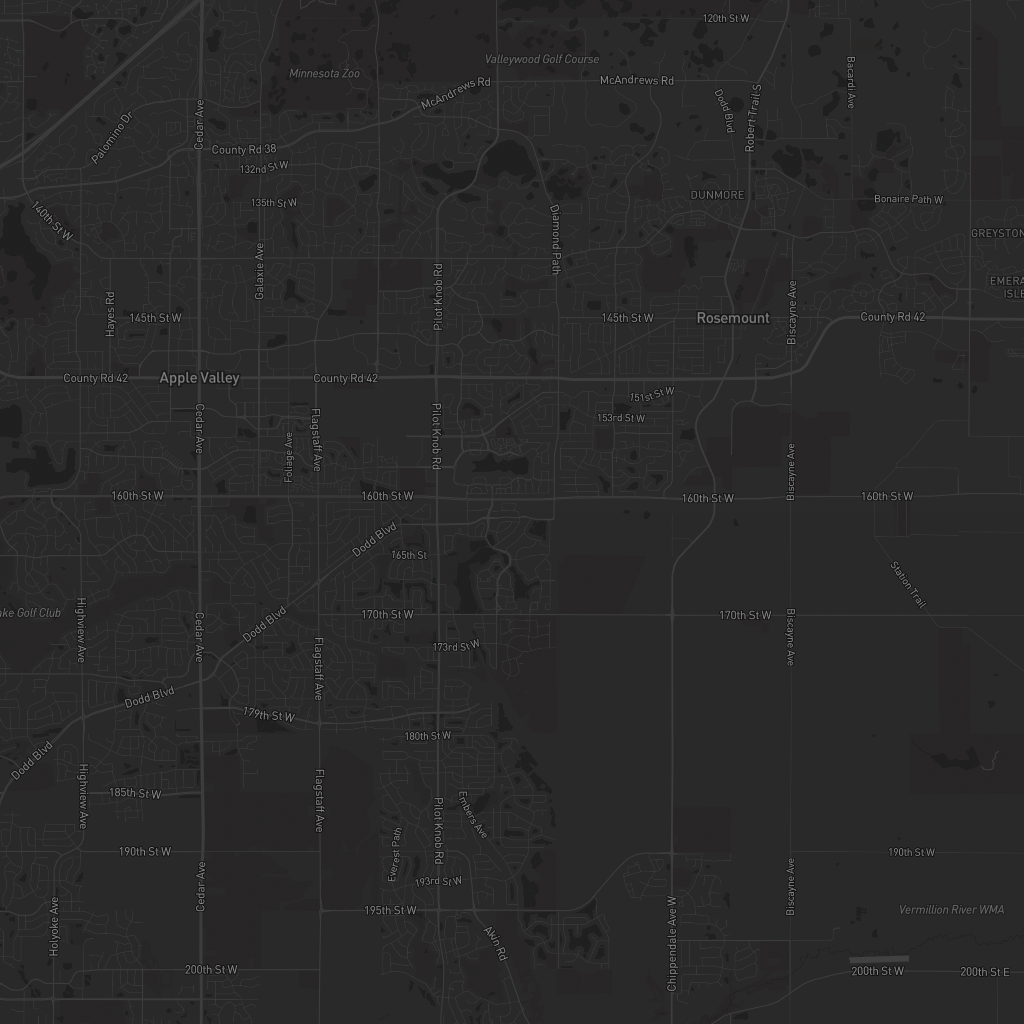 120th St W
Valleywood Golf Course
Minnesota Zoo
McAndrews Rd
McAndrews Rd
Bacardi Ave
Dodd Blvd
Robert Trail S
Cedar Ave
Palomino Dr
County Rd 38
132nd St W
DUNMORE
Bonaire Path W
135th St W
140th St W
Diamond Path
GREYSTON
Galaxie Ave
EMERA
ISLE
Pilot Knob Rd
Hayes Rd
145th St W
145th St W
Rosemount
Biscayne Ave
County Rd 42
County Rd 42
Apple Valley
County Rd 42
151st St W
153rd St W
Cedar Ave
Flagstaff Ave
Foliage Ave
Pilot Knob Rd
Biscayne Ave
160th St W
160th St W
160th St W
160th St W
Dodd Blvd
165th St
Station Trail
ake Golf Club
170th St W
170th St W
Dodd Blvd
Highview Ave
Cedar Ave
Biscayne Ave
173rd St W
Flagstaff Ave
Dodd Blvd
179th St W
180th St W
Dodd Blvd
Highview Ave
185th St W
Flagstaff Ave
Embers Ave
Pilot Knob Rd
190th St W
Everest Path
190th St W
193rd St W
Cedar Ave
Biscayne Ave
195th St W
Vermillion River WMA
Holyoke Ave
Akin Rd
Chippendale Ave W
200th St W
200th St W
200th St E